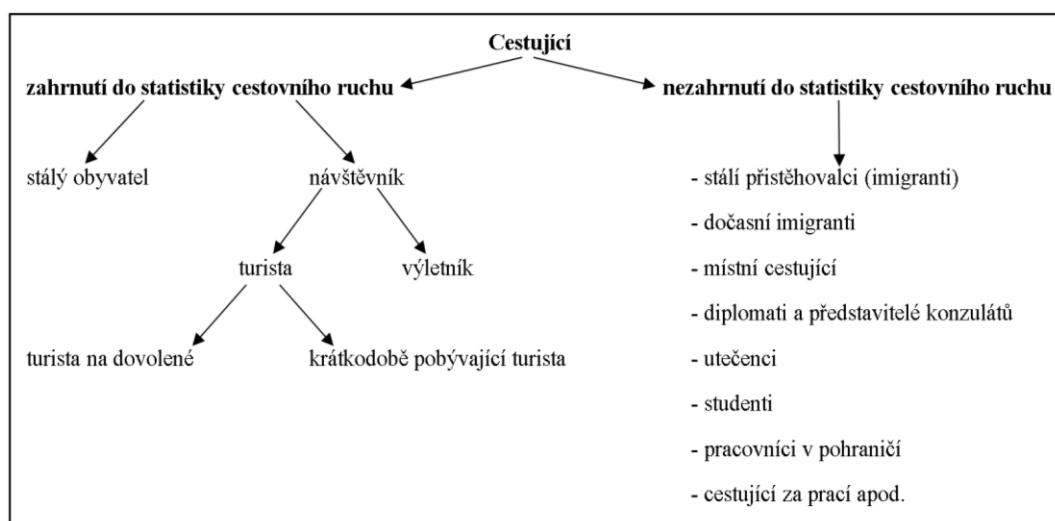 Cestující
zahrnutí do statistiky cestovního ruchu
nezahrnutí do statistiky cestovního ruchu
stálý obyvatel
návštěvník
turista
výletník
turista na dovolené
krátkodobě pobývající turista
- stálí přistěhovalci (imigranti)
- dočasní imigranti
- místní cestující
- diplomati a představitelé konzulátů
- utečenci
- studenti
- pracovníci v pohraničí
- cestující za prací apod.